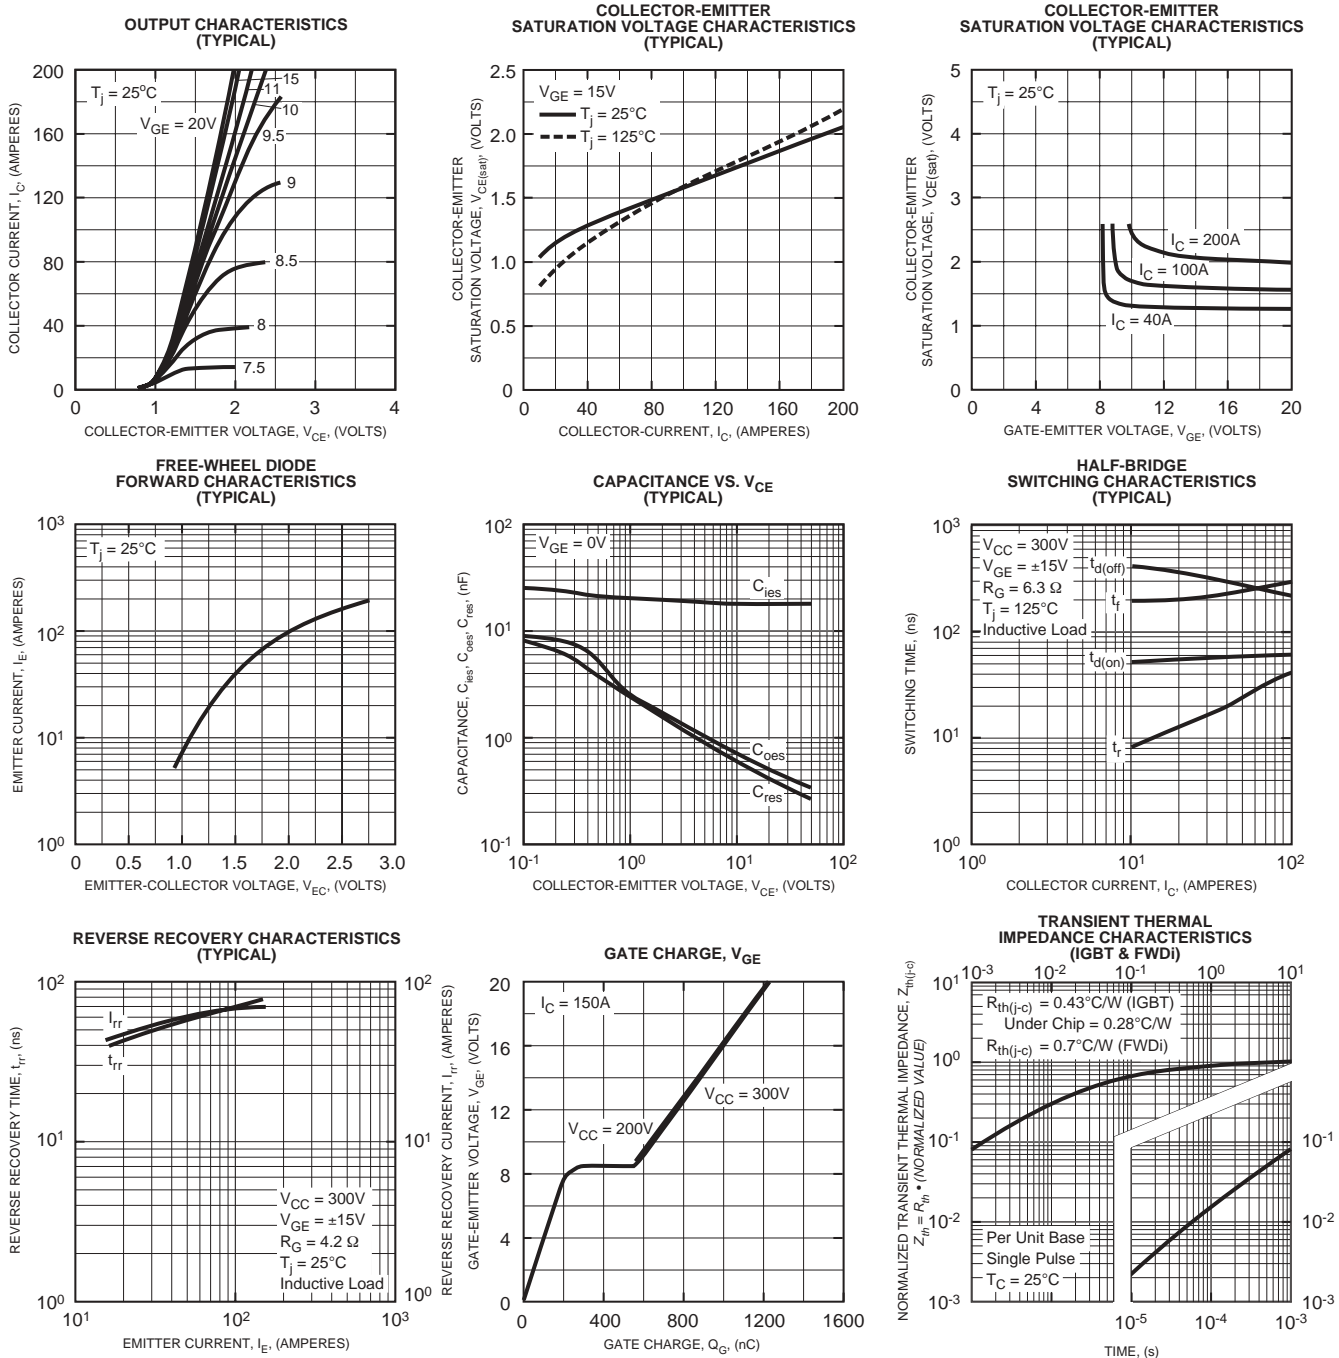 OUTPUT CHARACTERISTICS
(TYPICAL)
200
160
120
80
40
0
0
1
2
3
4
COLLECTOR CURRENT, IC, (AMPERES)
COLLECTOR-EMITTER VOLTAGE, VCE, (VOLTS)
Tj = 25oC
VGE = 20V
15
11
10
9.5
9
8.5
8
7.5
COLLECTOR-EMITTER
SATURATION VOLTAGE CHARACTERISTICS
(TYPICAL)
2.5
2.0
1.5
1.0
0.5
0
0
40
80
120
160
200
COLLECTOR-EMITTER
SATURATION VOLTAGE, VCE(sat), (VOLTS)
COLLECTOR-CURRENT, IC, (AMPERES)
VGE = 15V
Tj = 25°C
Tj = 125°C
COLLECTOR-EMITTER
SATURATION VOLTAGE CHARACTERISTICS
(TYPICAL)
5
4
3
2
1
0
0
4
8
12
16
20
COLLECTOR-EMITTER
SATURATION VOLTAGE, VCE(sat), (VOLTS)
GATE-EMITTER VOLTAGE, VGE, (VOLTS)
Tj = 25°C
IC = 200A
IC = 100A
IC = 40A
FREE-WHEEL DIODE
FORWARD CHARACTERISTICS
(TYPICAL)
103
102
101
100
0
0.5
1.0
1.5
2.0
2.5
3.0
EMITTER CURRENT, IE, (AMPERES)
EMITTER-COLLECTOR VOLTAGE, VEC, (VOLTS)
Tj = 25°C
CAPACITANCE VS. VCE
(TYPICAL)
102
101
100
10-1
10-1
100
101
102
CAPACITANCE, Cies, Coes, Cres, (nF)
COLLECTOR-EMITTER VOLTAGE, VCE, (VOLTS)
VGE = 0V
Cies
Coes
Cres
HALF-BRIDGE
SWITCHING CHARACTERISTICS
(TYPICAL)
103
102
101
100
100
101
102
SWITCHING TIME, (ns)
COLLECTOR CURRENT, IC, (AMPERES)
VCC = 300V
VGE = ±15V
RG = 6.3 Ω
Tj = 125°C
Inductive Load
td(off)
tf
td(on)
tr
REVERSE RECOVERY CHARACTERISTICS
(TYPICAL)
102
101
100
101
102
103
102
101
100
REVERSE RECOVERY TIME, trr, (ns)
REVERSE RECOVERY CURRENT, Irr, (AMPERES)
EMITTER CURRENT, IE, (AMPERES)
Irr
trr
VCC = 300V
VGE = ±15V
RG = 4.2 Ω
Tj = 25°C
Inductive Load
GATE CHARGE, VGE
20
16
12
8
4
0
0
400
800
1200
1600
GATE-EMITTER VOLTAGE, VGE, (VOLTS)
GATE CHARGE, QG, (nC)
IC = 150A
VCC = 300V
VCC = 200V
TRANSIENT THERMAL
IMPEDANCE CHARACTERISTICS
(IGBT & FWDi)
10-3
10-2
10-1
100
101
101
100
10-1
10-2
10-3
10-1
10-2
10-3
10-5
10-4
10-3
NORMALIZED TRANSIENT THERMAL IMPEDANCE, Zth(j-c)
Zth = Rth • (NORMALIZED VALUE)
TIME, (s)
Rth(j-c) = 0.43°C/W (IGBT)
Under Chip = 0.28°C/W
Rth(j-c) = 0.7°C/W (FWDi)
Per Unit Base
Single Pulse
TC = 25°C